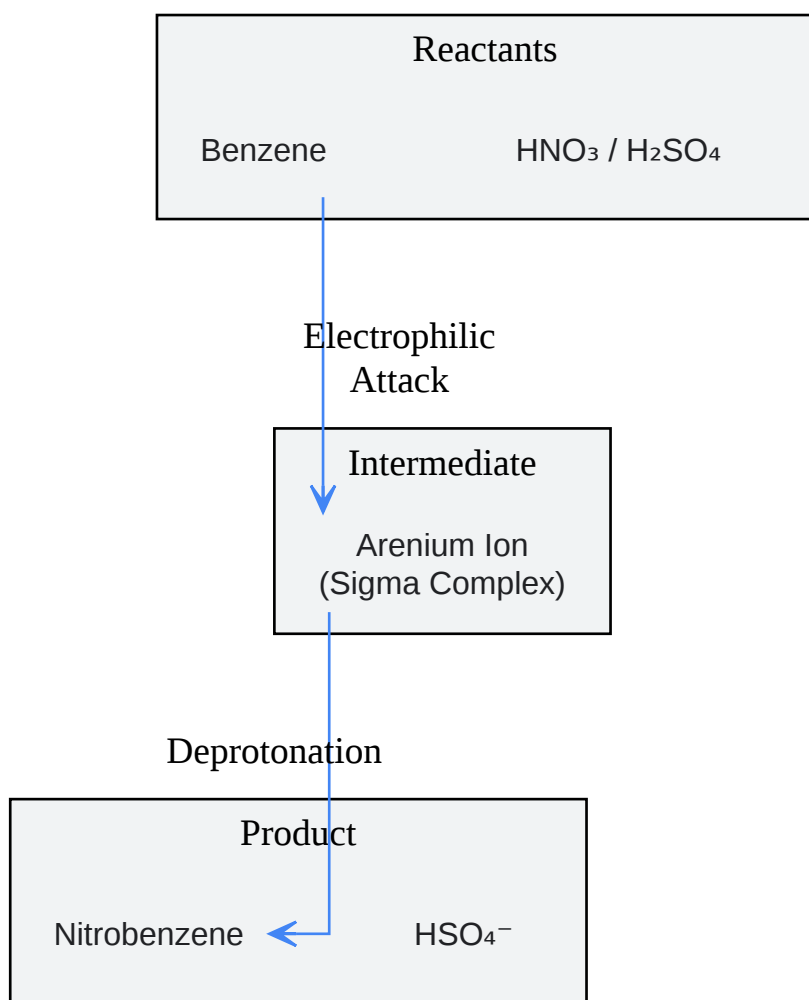 Reactants
Benzene
HNO₃ / H₂SO₄
Electrophilic
Attack
Intermediate
Arenium Ion
(Sigma Complex)
Deprotonation
Product
Nitrobenzene
HSO₄⁻